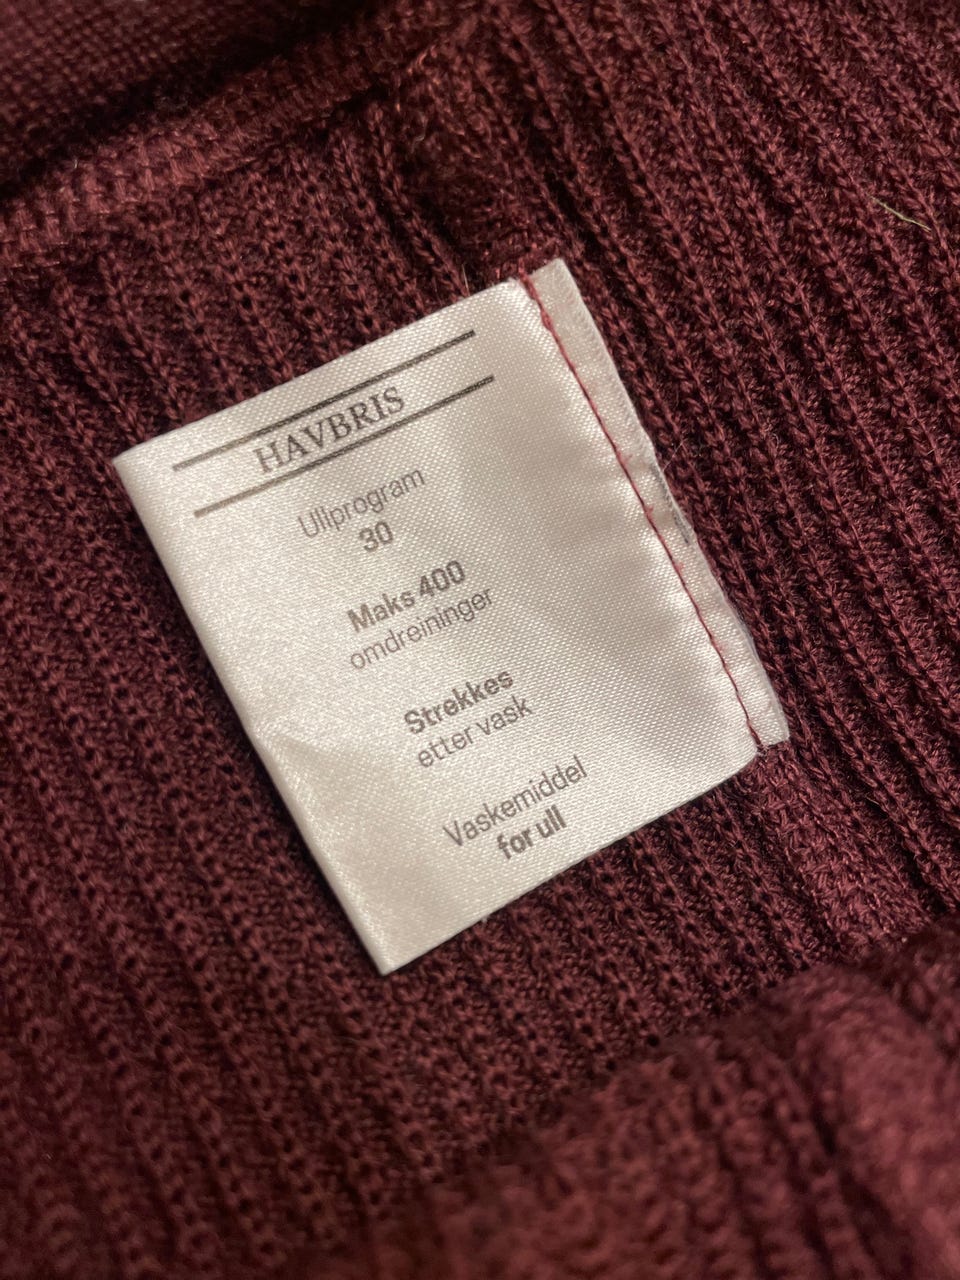 HAVBRIS
Ullprogram
30
Maks 400
omdreininger
Strekkes
etter vask
Vaskemiddel
for ull